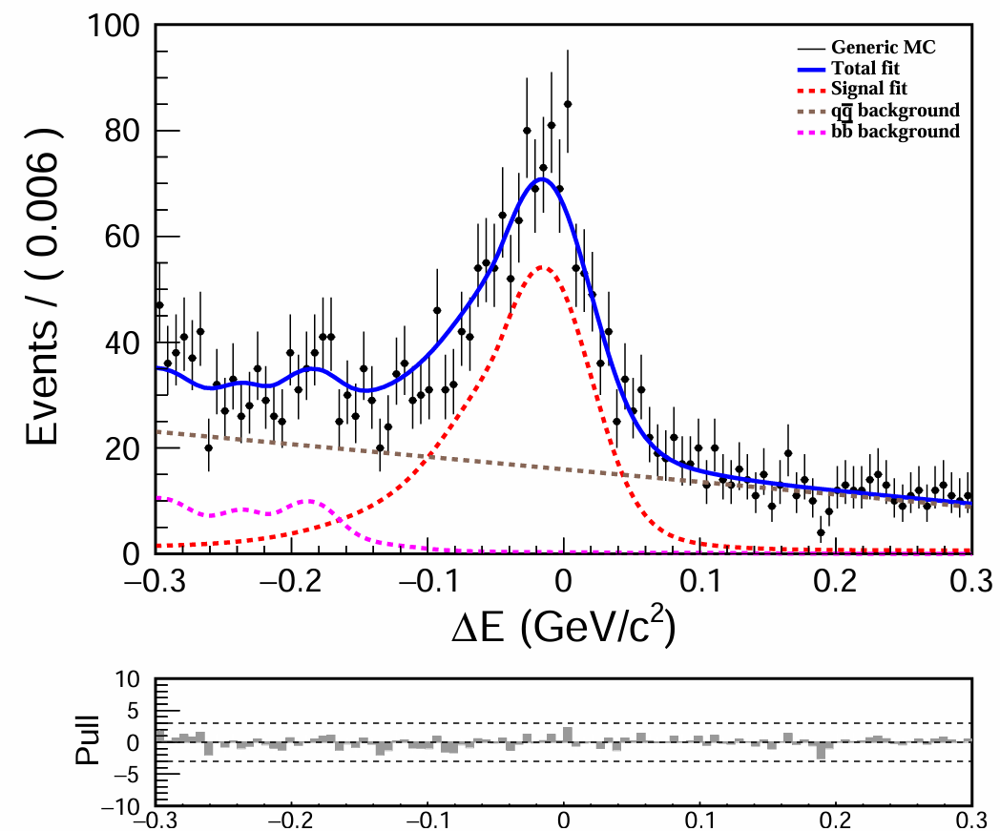 100
80
60
40
20
0
Events / ( 0.006 )
Generic MC
Total fit
Signal fit
qq̅ background
bb̅ background
−0.3 −0.2 −0.1 0 0.1 0.2 0.3
ΔE (GeV/c²)
10
5
0
−5
−10
Pull
−0.3 −0.2 −0.1 0 0.1 0.2 0.3